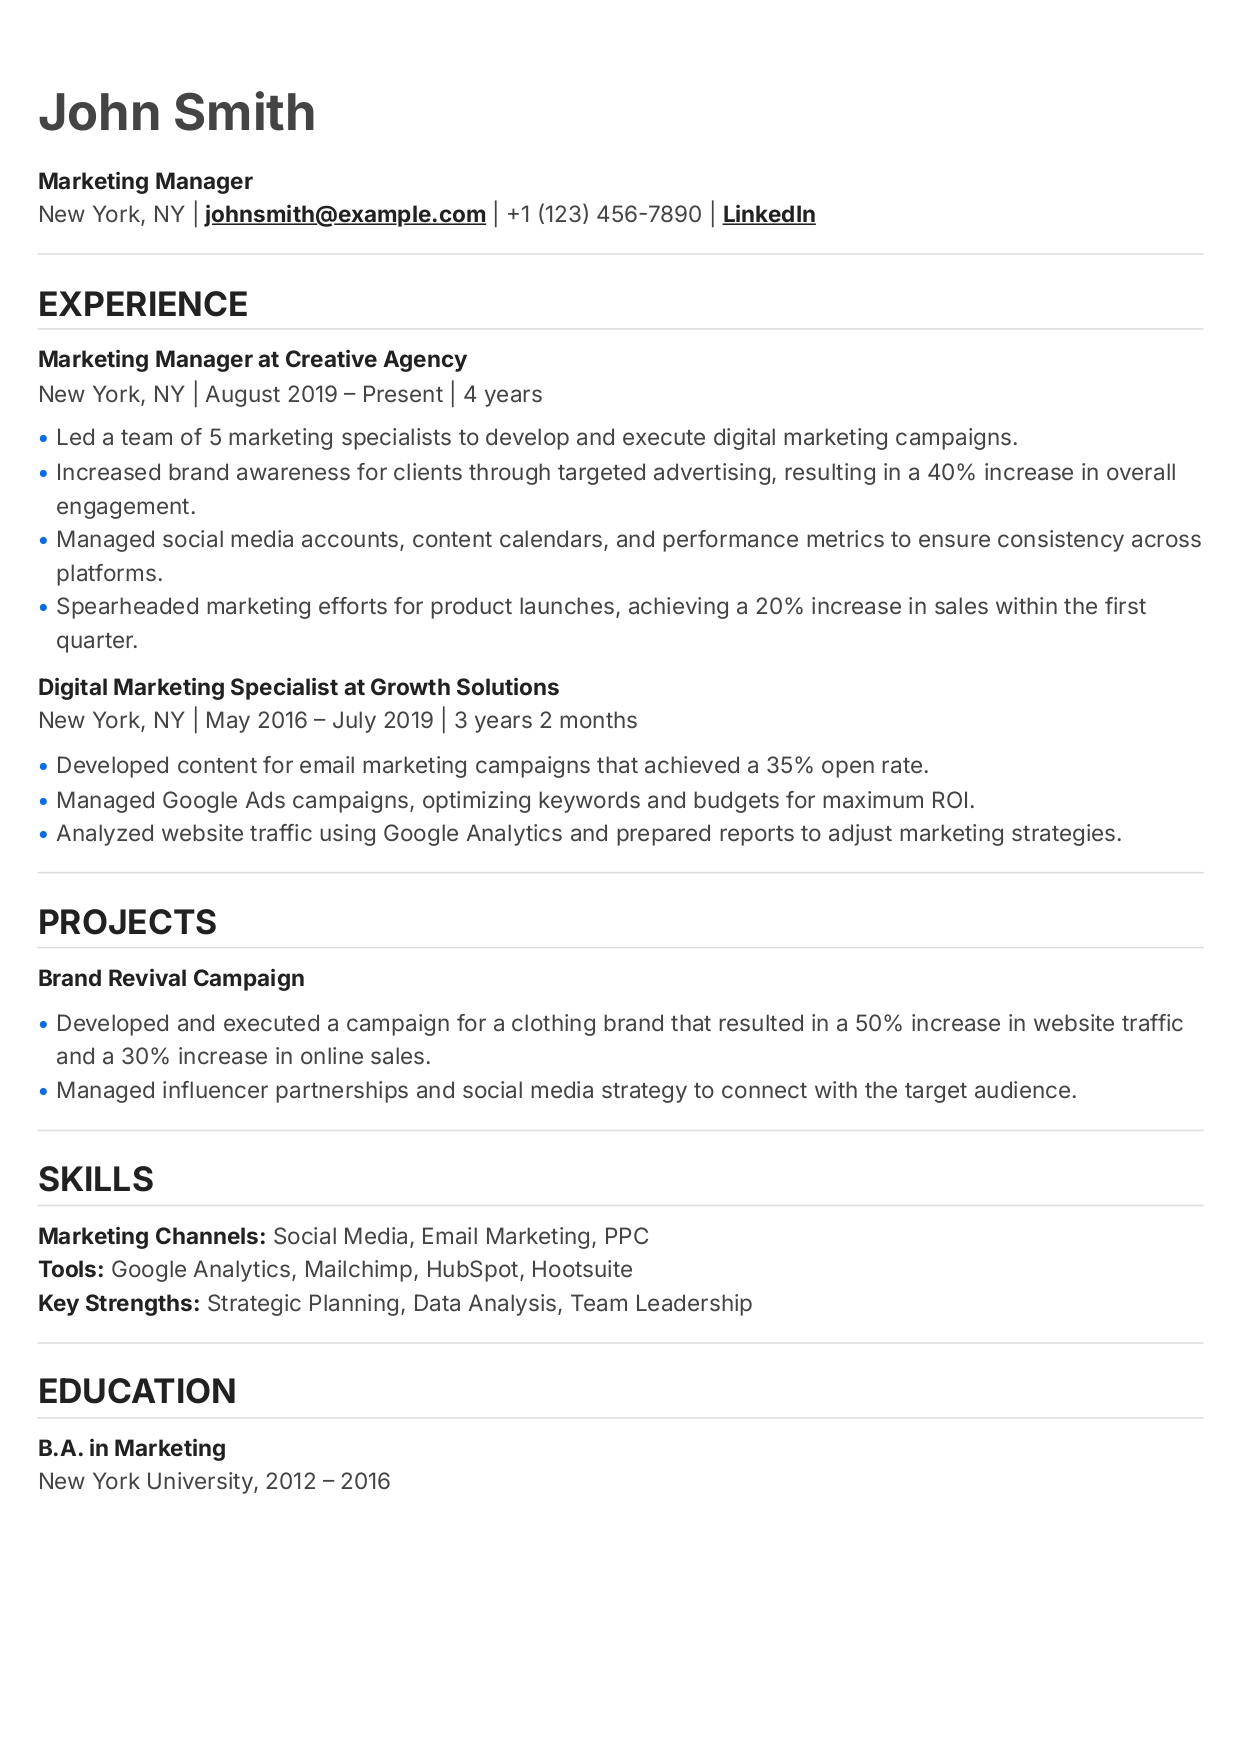 John Smith
Marketing Manager
New York, NY | johnsmith@example.com | +1 (123) 456-7890 | LinkedIn
EXPERIENCE
Marketing Manager at Creative Agency
New York, NY | August 2019 – Present | 4 years
• Led a team of 5 marketing specialists to develop and execute digital marketing campaigns.
• Increased brand awareness for clients through targeted advertising, resulting in a 40% increase in overall
engagement.
• Managed social media accounts, content calendars, and performance metrics to ensure consistency across
platforms.
• Spearheaded marketing efforts for product launches, achieving a 20% increase in sales within the first
quarter.
Digital Marketing Specialist at Growth Solutions
New York, NY | May 2016 – July 2019 | 3 years 2 months
• Developed content for email marketing campaigns that achieved a 35% open rate.
• Managed Google Ads campaigns, optimizing keywords and budgets for maximum ROI.
• Analyzed website traffic using Google Analytics and prepared reports to adjust marketing strategies.
PROJECTS
Brand Revival Campaign
• Developed and executed a campaign for a clothing brand that resulted in a 50% increase in website traffic
and a 30% increase in online sales.
• Managed influencer partnerships and social media strategy to connect with the target audience.
SKILLS
Marketing Channels: Social Media, Email Marketing, PPC
Tools: Google Analytics, Mailchimp, HubSpot, Hootsuite
Key Strengths: Strategic Planning, Data Analysis, Team Leadership
EDUCATION
B.A. in Marketing
New York University, 2012 – 2016